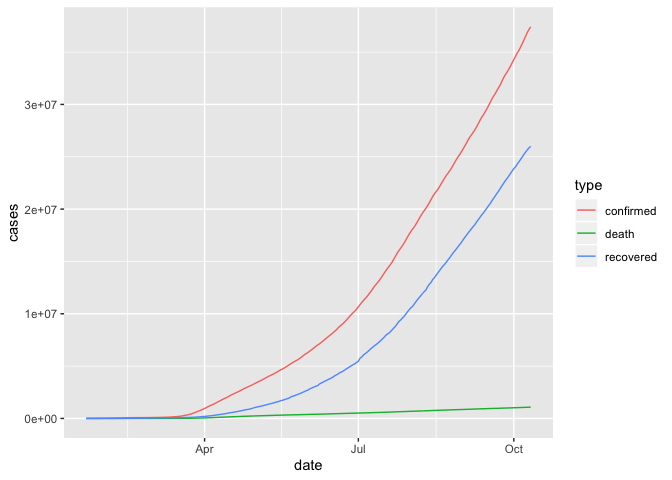 3e+07
2e+07
1e+07
0e+00
cases
Apr
Jul
Oct
date
type
confirmed
death
recovered